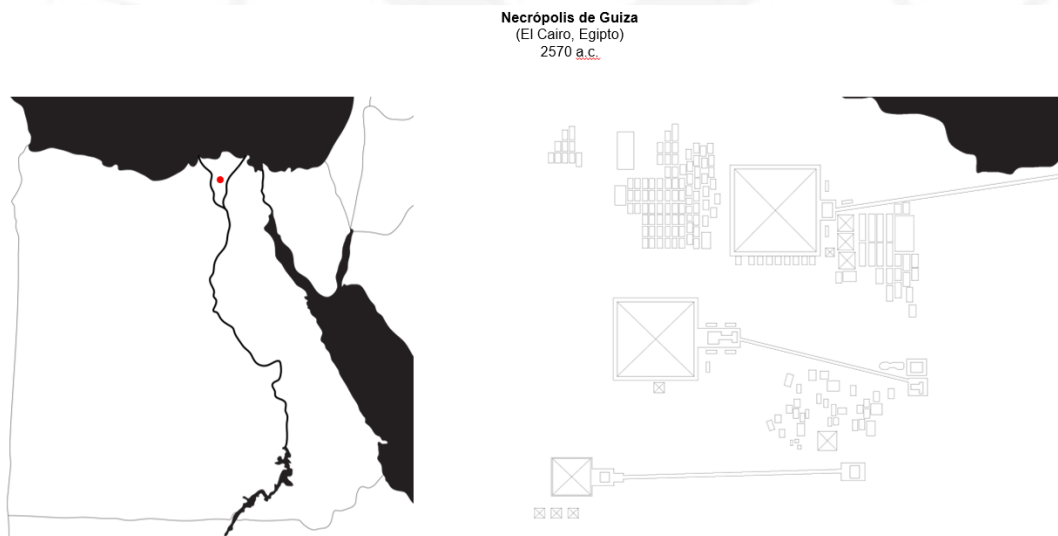 Necrópolis de Guiza
(El Cairo, Egipto)
2570 a.c.